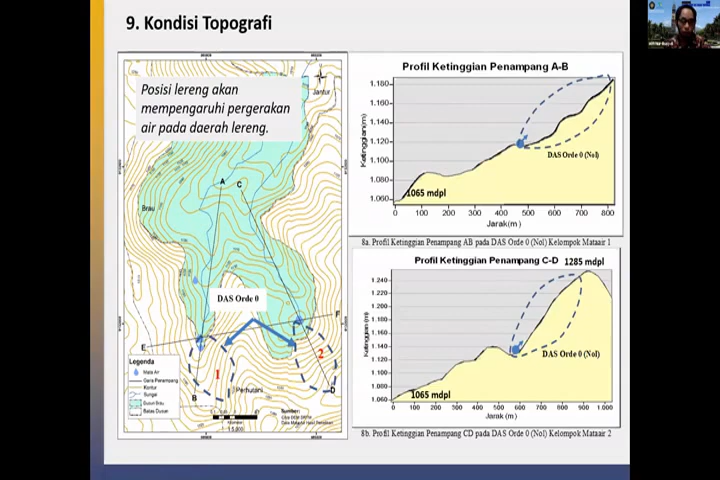 9. Kondisi Topografi
Posisi lereng akan
mempengaruhi pergerakan
air pada daerah lereng.
Jantur
Brau
A
C
DAS Orde 0
E
F
1
2
B
D
Perhutani
Legenda
Mata Air
Garis Penampang
Kontur
Sungai
Dusun Brau
Batas Dusun
1:5.000
Sumber:
Profil Ketinggian Penampang A-B
Ketinggian(m)
1.180
1.160
1.140
1.120
1.100
1.080
1.060
DAS Orde 0 (Nol)
1065 mdpl
0 100 200 300 400 500 600 700 800
Jarak(m)
8a. Profil Ketinggian Penampang AB pada DAS Orde 0 (Nol) Kelompok Mataair 1
Profil Ketinggian Penampang C-D 1285 mdpl
Ketinggian(m)
1.240
1.220
1.200
1.180
1.160
1.140
1.120
1.100
1.080
1.060
DAS Orde 0 (Nol)
1065 mdpl
0 100 200 300 400 500 600 700 800 900 1.000
Jarak (m)
8b. Profil Ketinggian Penampang CD pada DAS Orde 0 (Nol) Kelompok Mataair 2